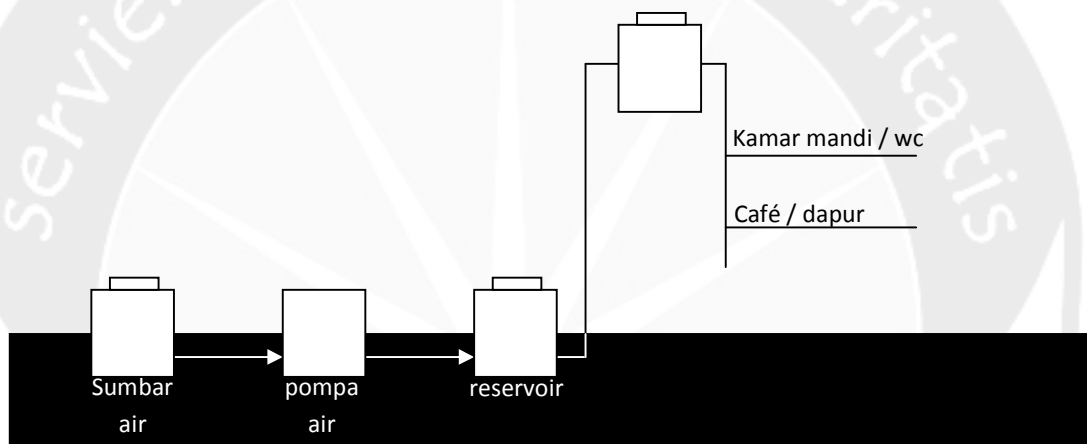 Kamar mandi / wc
Café / dapur
Sumbar
air
pompa
air
reservoir